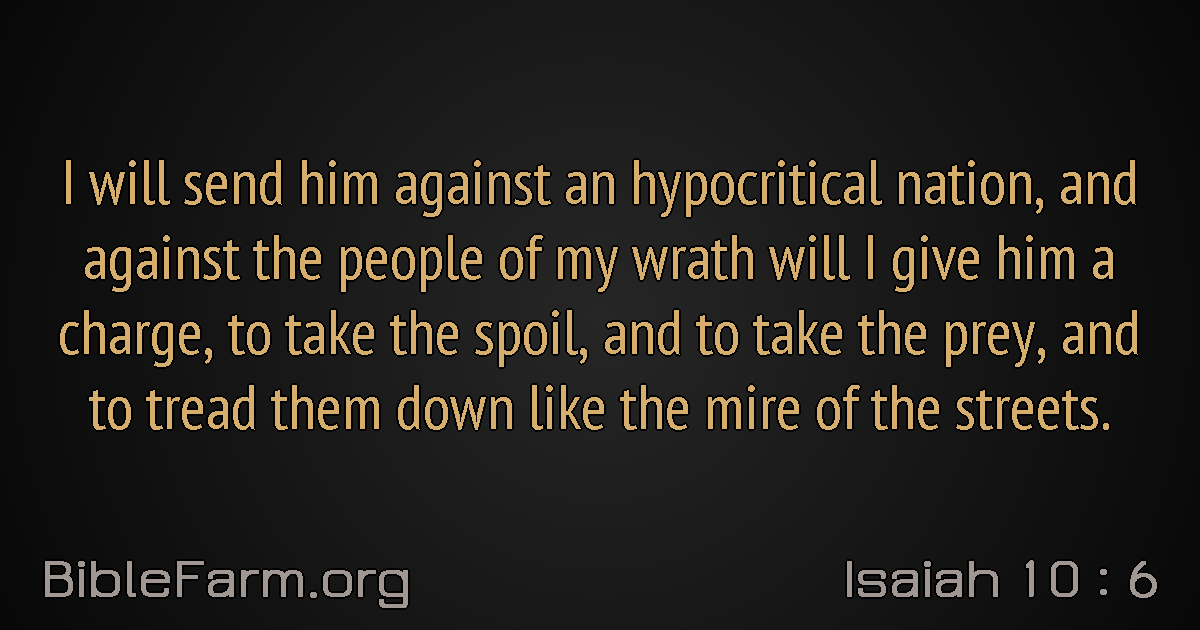 I will send him against an hypocritical nation, and
against the people of my wrath will I give him a
charge, to take the spoil, and to take the prey, and
to tread them down like the mire of the streets.
BibleFarm.org
Isaiah 10 : 6